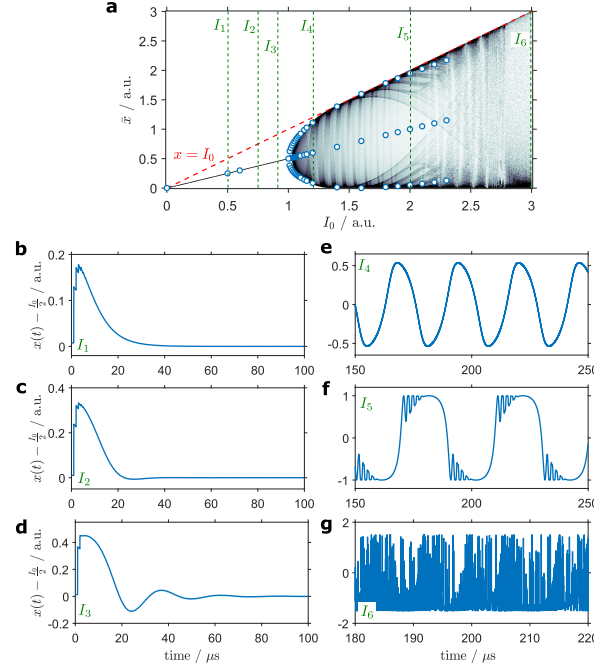 a
I₁ I₂ I₃ I₄ I₅ I₆
x̄ / a.u.
3
2.5
2
1.5
1
0.5
0
x = I₀
0 0.5 1 1.5 2 2.5 3
I₀ / a.u.
b
x(t) − I₀/2 / a.u.
0.2
0.1
0
I₁
0 20 40 60 80 100
e
0.5
0
-0.5
I₄
150 200 250
c
x(t) − I₀/2 / a.u.
0.4
0.2
0
I₂
0 20 40 60 80 100
f
1
0
-1
I₅
150 200 250
d
x(t) − I₀/2 / a.u.
0.4
0.2
0
-0.2
I₃
0 20 40 60 80 100
time / μs
g
2
0
-2
I₆
180 190 200 210 220
time / μs